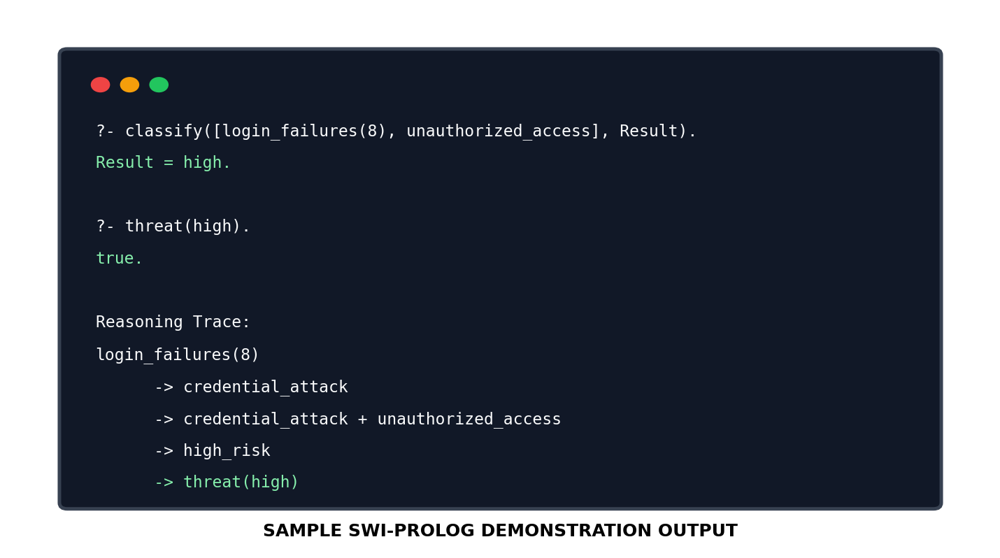 ?- classify([login_failures(8), unauthorized_access], Result).
Result = high.
?- threat(high).
true.
Reasoning Trace:
login_failures(8)
-> credential_attack
-> credential_attack + unauthorized_access
-> high_risk
-> threat(high)
SAMPLE SWI-PROLOG DEMONSTRATION OUTPUT